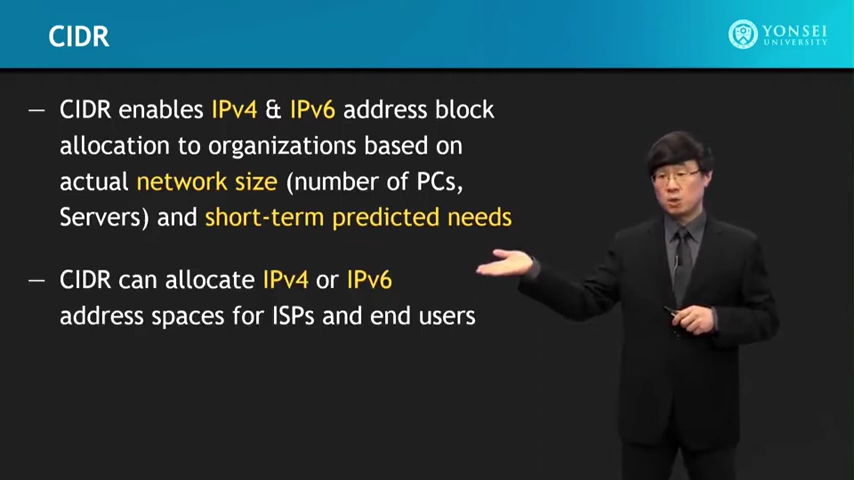 CIDR
YONSEI
UNIVERSITY
— CIDR enables IPv4 & IPv6 address block
allocation to organizations based on
actual network size (number of PCs,
Servers) and short-term predicted needs
— CIDR can allocate IPv4 or IPv6
address spaces for ISPs and end users